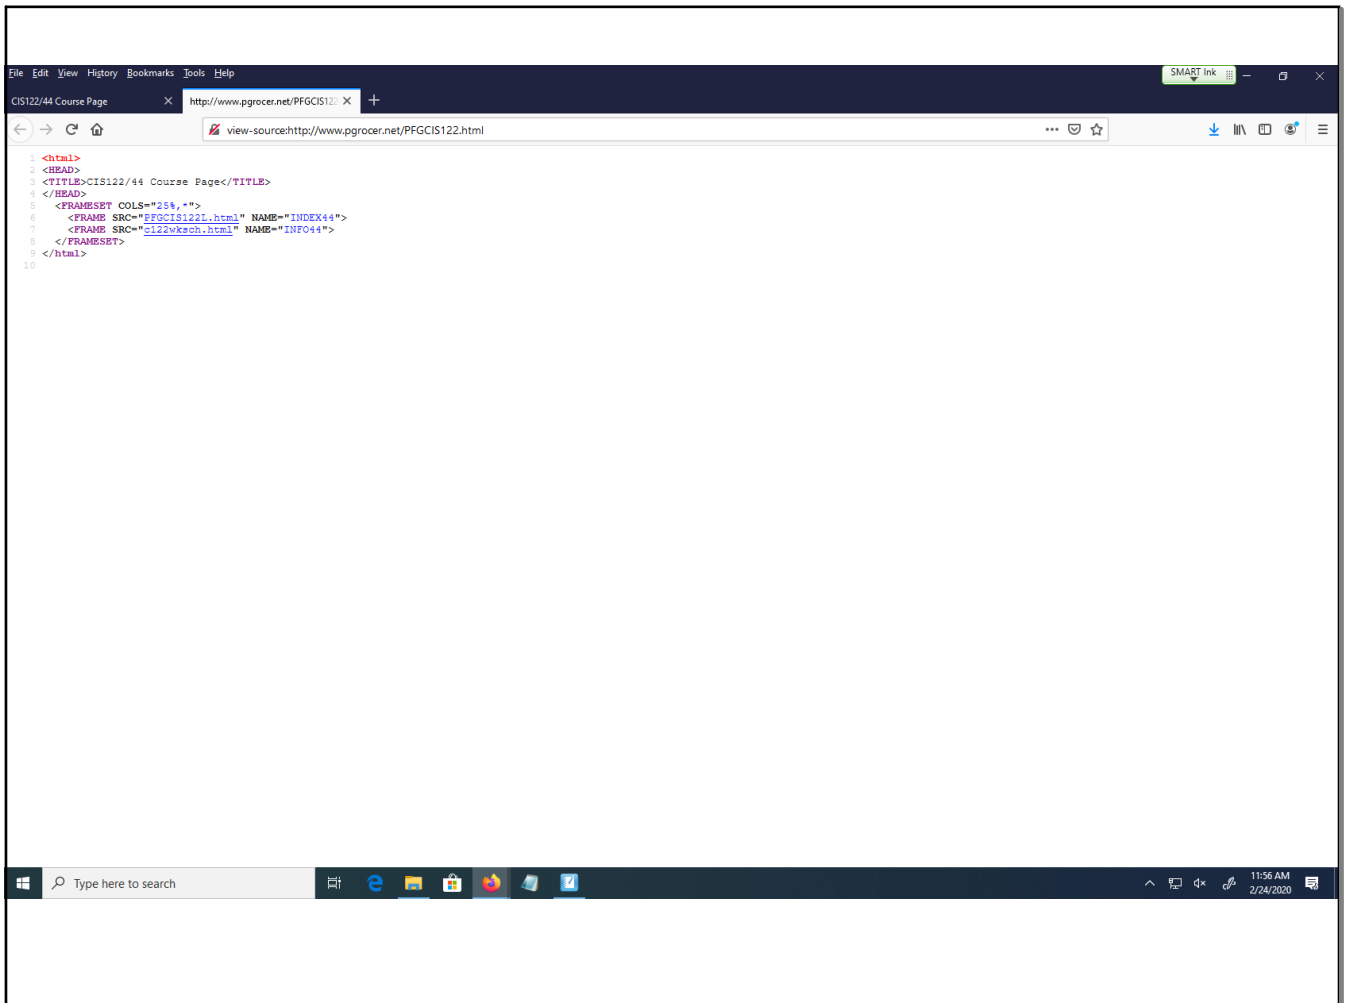 File Edit View History Bookmarks Tools Help
SMART Ink
CIS122/44 Course Page
http://www.pgrocer.net/PFGCIS122
view-source:http://www.pgrocer.net/PFGCIS122.html
1 <html>
2 <HEAD>
3 <TITLE>CIS122/44 Course Page</TITLE>
4 </HEAD>
5 <FRAMESET COLS="25%,*">
6 <FRAME SRC="PFGCIS122L.html" NAME="INDEX44">
7 <FRAME SRC="c122wksch.html" NAME="INFO44">
8 </FRAMESET>
9 </html>
10
Type here to search
11:56 AM
2/24/2020